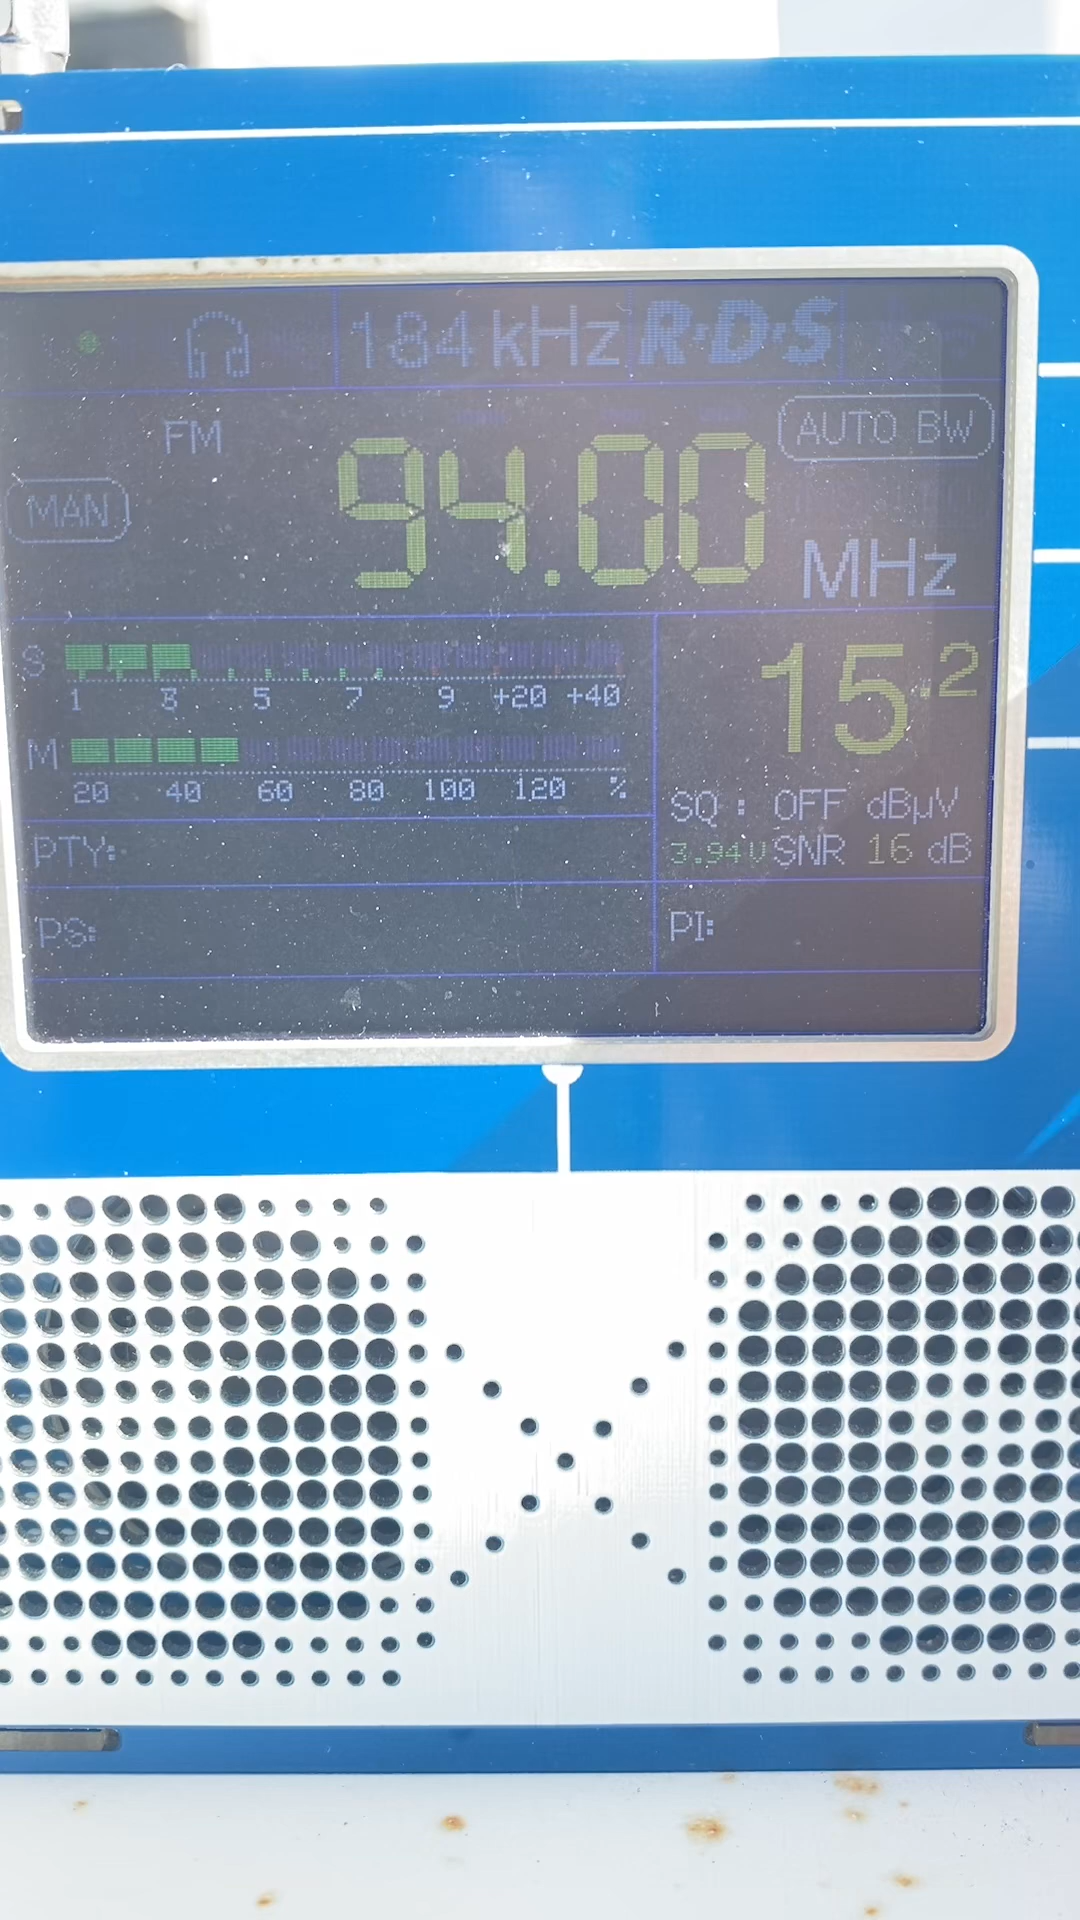 184 kHz R·D·S
FM
AUTO BW
94.00
MAN
MHz
S
1 3 5 7 9 +20 +40
15.2
M
20 40 60 80 100 120 %
SQ : OFF dBµV
3.94V SNR 16 dB
PTY:
PS:
PI: